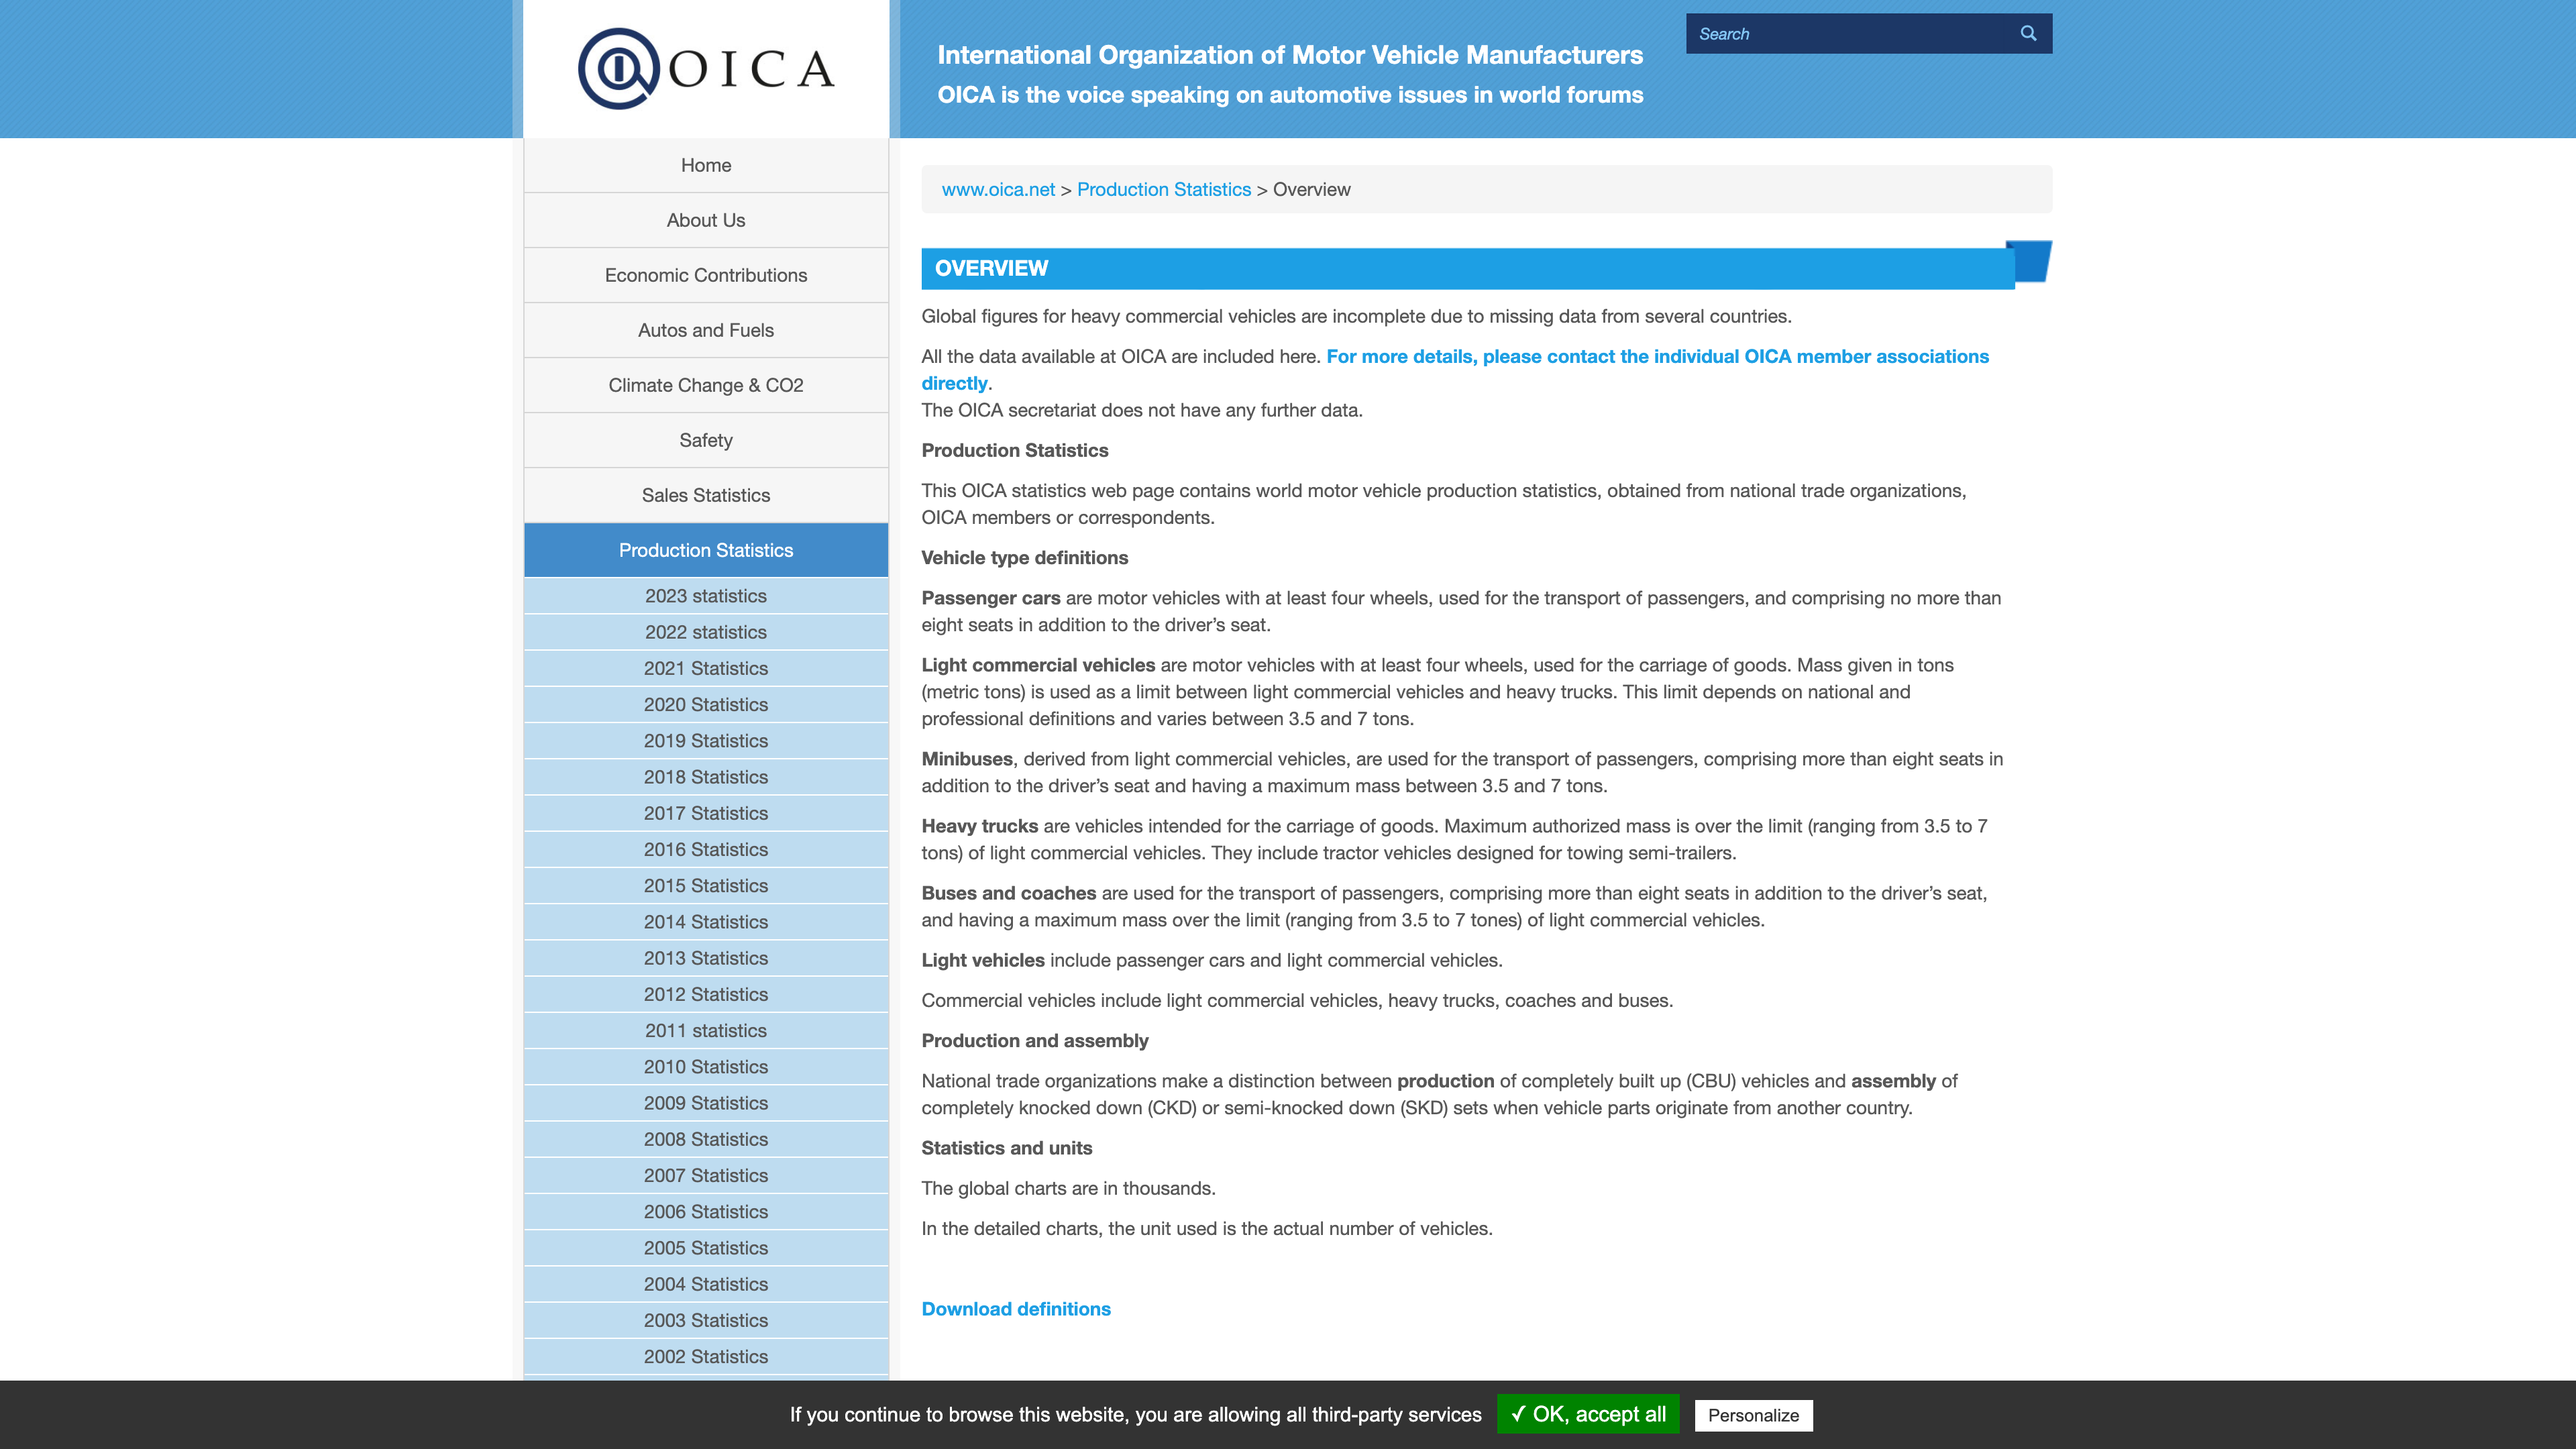 OICA
International Organization of Motor Vehicle Manufacturers
OICA is the voice speaking on automotive issues in world forums
Search
Home
About Us
Economic Contributions
Autos and Fuels
Climate Change & CO2
Safety
Sales Statistics
Production Statistics
2023 statistics
2022 statistics
2021 Statistics
2020 Statistics
2019 Statistics
2018 Statistics
2017 Statistics
2016 Statistics
2015 Statistics
2014 Statistics
2013 Statistics
2012 Statistics
2011 statistics
2010 Statistics
2009 Statistics
2008 Statistics
2007 Statistics
2006 Statistics
2005 Statistics
2004 Statistics
2003 Statistics
2002 Statistics
www.oica.net > Production Statistics > Overview
OVERVIEW
Global figures for heavy commercial vehicles are incomplete due to missing data from several countries.
All the data available at OICA are included here. For more details, please contact the individual OICA member associations
directly.
The OICA secretariat does not have any further data.
Production Statistics
This OICA statistics web page contains world motor vehicle production statistics, obtained from national trade organizations,
OICA members or correspondents.
Vehicle type definitions
Passenger cars are motor vehicles with at least four wheels, used for the transport of passengers, and comprising no more than
eight seats in addition to the driver’s seat.
Light commercial vehicles are motor vehicles with at least four wheels, used for the carriage of goods. Mass given in tons
(metric tons) is used as a limit between light commercial vehicles and heavy trucks. This limit depends on national and
professional definitions and varies between 3.5 and 7 tons.
Minibuses, derived from light commercial vehicles, are used for the transport of passengers, comprising more than eight seats in
addition to the driver’s seat and having a maximum mass between 3.5 and 7 tons.
Heavy trucks are vehicles intended for the carriage of goods. Maximum authorized mass is over the limit (ranging from 3.5 to 7
tons) of light commercial vehicles. They include tractor vehicles designed for towing semi-trailers.
Buses and coaches are used for the transport of passengers, comprising more than eight seats in addition to the driver’s seat,
and having a maximum mass over the limit (ranging from 3.5 to 7 tones) of light commercial vehicles.
Light vehicles include passenger cars and light commercial vehicles.
Commercial vehicles include light commercial vehicles, heavy trucks, coaches and buses.
Production and assembly
National trade organizations make a distinction between production of completely built up (CBU) vehicles and assembly of
completely knocked down (CKD) or semi-knocked down (SKD) sets when vehicle parts originate from another country.
Statistics and units
The global charts are in thousands.
In the detailed charts, the unit used is the actual number of vehicles.
Download definitions
If you continue to browse this website, you are allowing all third-party services
✓ OK, accept all
Personalize